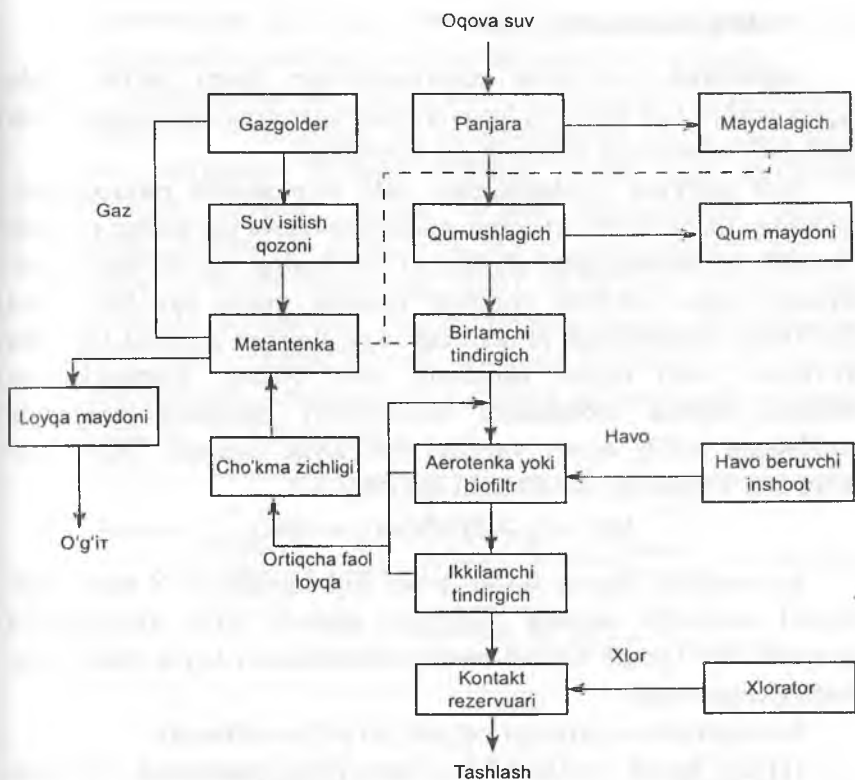 Oqova suv
Gazgolder
Panjara
Maydalagich
Gaz
Suv isitish
qozoni
Qumushlagich
Qum maydoni
Metantenka
Birlamchi
tindirgich
Loyqa maydoni
Havo
Cho'kma zichligi
Aerotenka yoki
biofiltr
Havo beruvchi
inshoot
O'g'it
Ortiqcha faol
loyqa
Ikkilamchi
tindirgich
Xlor
Kontakt
rezervuari
Xlorator
Tashlash